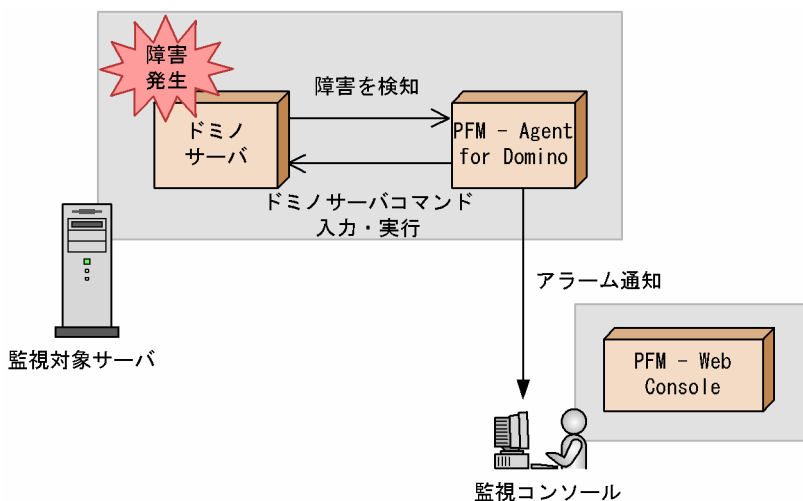 障害
発生
障害を検知
ドミノ
サーバ
PFM - Agent
for Domino
ドミノサーバコマンド
入力・実行
アラーム通知
監視対象サーバ
PFM - Web
Console
監視コンソール